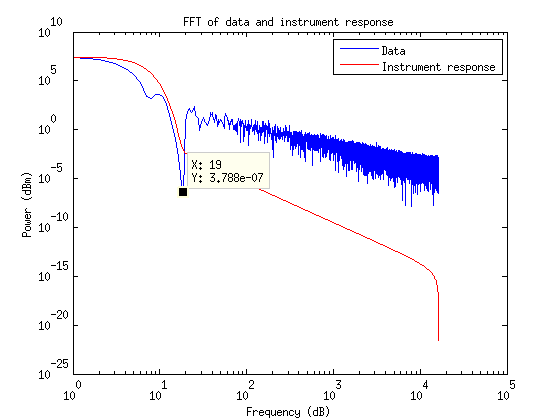 FFT of data and instrument response
10^10
10^5
10^0
10^-5
10^-10
10^-15
10^-20
10^-25
Power (dBm)
Data
Instrument response
X: 19
Y: 3.788e-07
10^0 10^1 10^2 10^3 10^4 10^5
Frequency (dB)